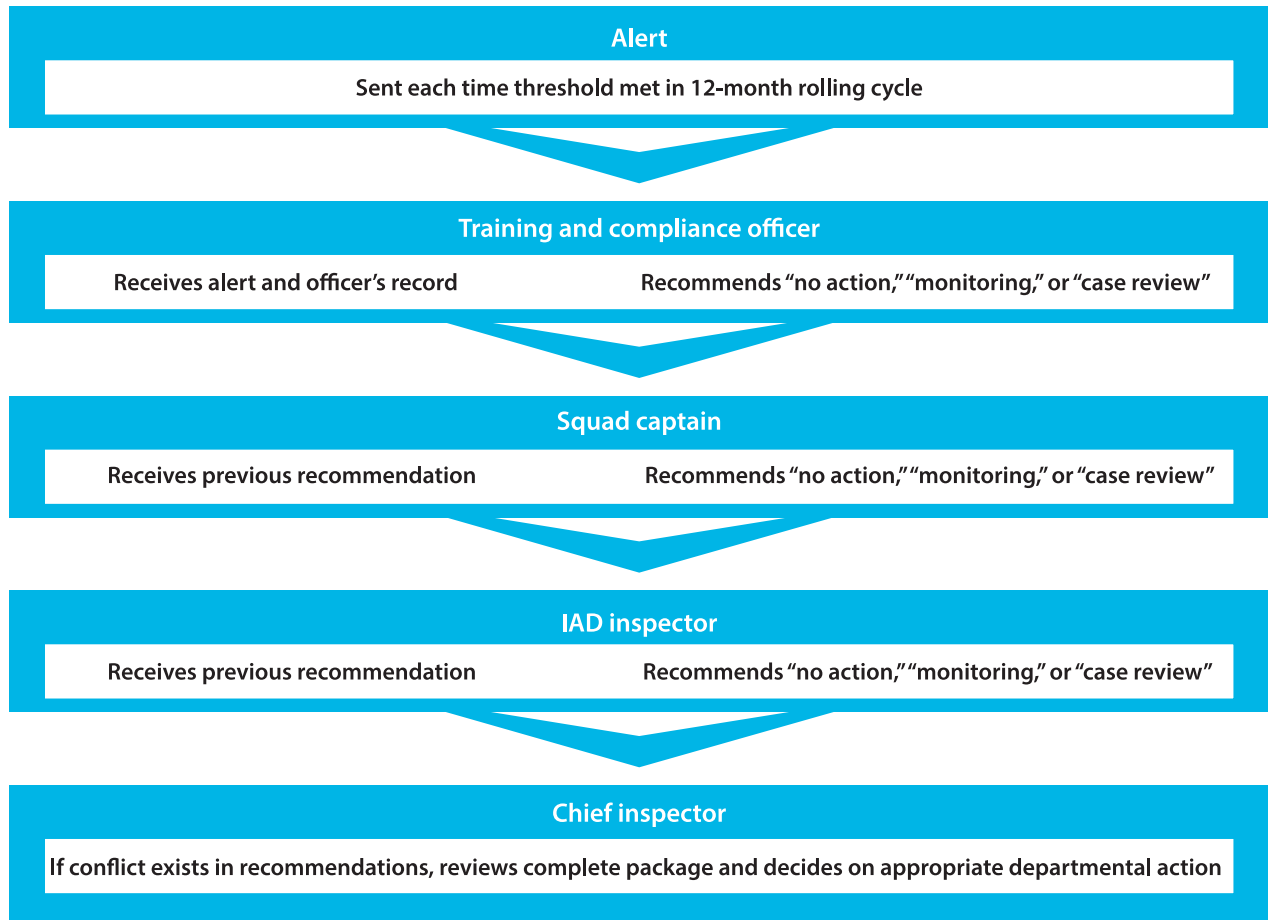 Alert
Sent each time threshold met in 12-month rolling cycle
Training and compliance officer
Receives alert and officer’s record Recommends “no action,” “monitoring,” or “case review”
Squad captain
Receives previous recommendation Recommends “no action,” “monitoring,” or “case review”
IAD inspector
Receives previous recommendation Recommends “no action,” “monitoring,” or “case review”
Chief inspector
If conflict exists in recommendations, reviews complete package and decides on appropriate departmental action